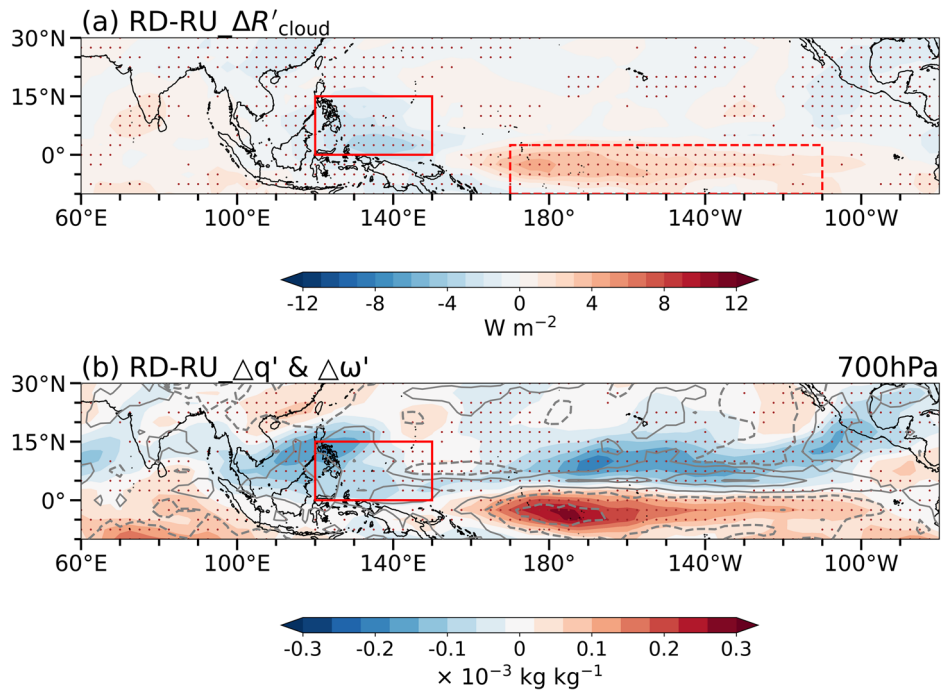 (a) RD-RU_ΔR′cloud
30°N
15°N
0°
60°E 100°E 140°E 180° 140°W 100°W
-12 -8 -4 0 4 8 12
W m−2
(b) RD-RU_△q' & △ω' 700hPa
30°N
15°N
0°
60°E 100°E 140°E 180° 140°W 100°W
-0.3 -0.2 -0.1 0 0.1 0.2 0.3
× 10−3 kg kg−1